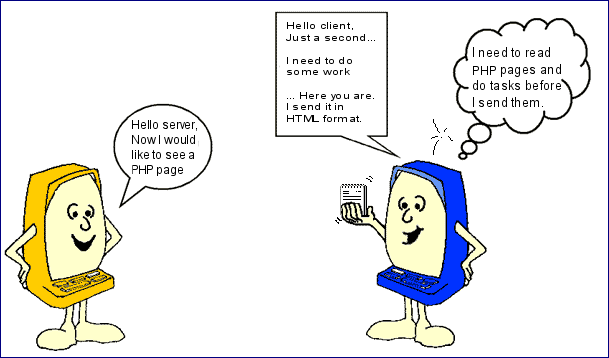 Hello server,
Now I would
like to see a
PHP page
Hello client,
Just a second...
I need to do
some work
... Here you are.
I send it in
HTML format.
I need to read
PHP pages and
do tasks before
I send them.